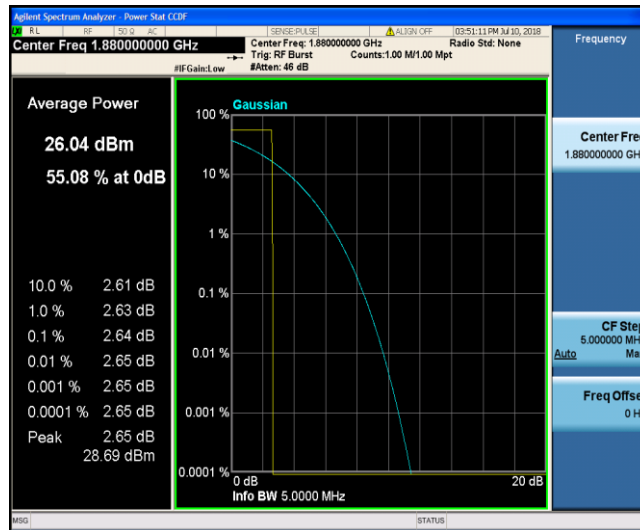 Agilent Spectrum Analyzer - Power Stat CCDF
RL RF 50 Ω AC SENSE:PULSE ALIGN OFF 03:51:11 PM Jul 10, 2018
Center Freq 1.880000000 GHz
Center Freq: 1.880000000 GHz Radio Std: None
Trig: RF Burst Counts:1.00 M/1.00 Mpt
#IFGain:Low #Atten: 46 dB
Frequency
Average Power
26.04 dBm
55.08 % at 0dB
10.0 % 2.61 dB
1.0 % 2.63 dB
0.1 % 2.64 dB
0.01 % 2.65 dB
0.001 % 2.65 dB
0.0001 % 2.65 dB
Peak 2.65 dB
28.69 dBm
Gaussian
100 %
10 %
1 %
0.1 %
0.01 %
0.001 %
0.0001 %
0 dB 20 dB
Info BW 5.0000 MHz
Center Fre
1.880000000 GH
CF Step
5.000000 MH
Auto Ma
Freq Offse
0 H
MSG STATUS